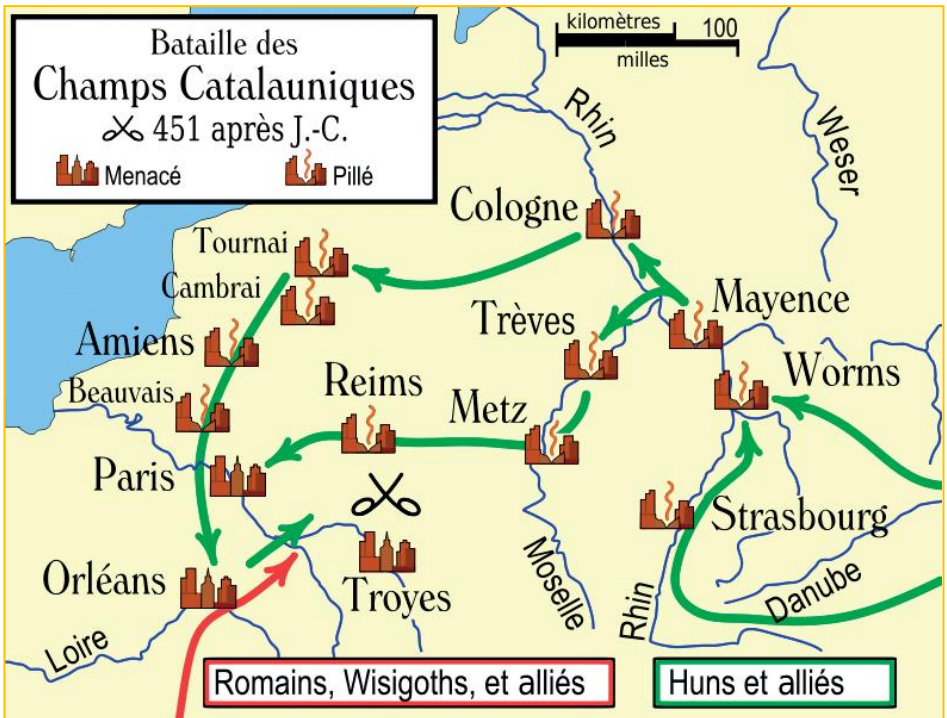 Bataille des
Champs Catalauniques
451 après J.-C.
Menacé
Pillé
kilomètres
100
milles
Rhin
Weser
Cologne
Tournai
Cambrai
Mayence
Trèves
Amiens
Reims
Worms
Beauvais
Metz
Paris
Strasbourg
Orléans
Troyes
Moselle
Rhin
Danube
Loire
Romains, Wisigoths, et alliés
Huns et alliés